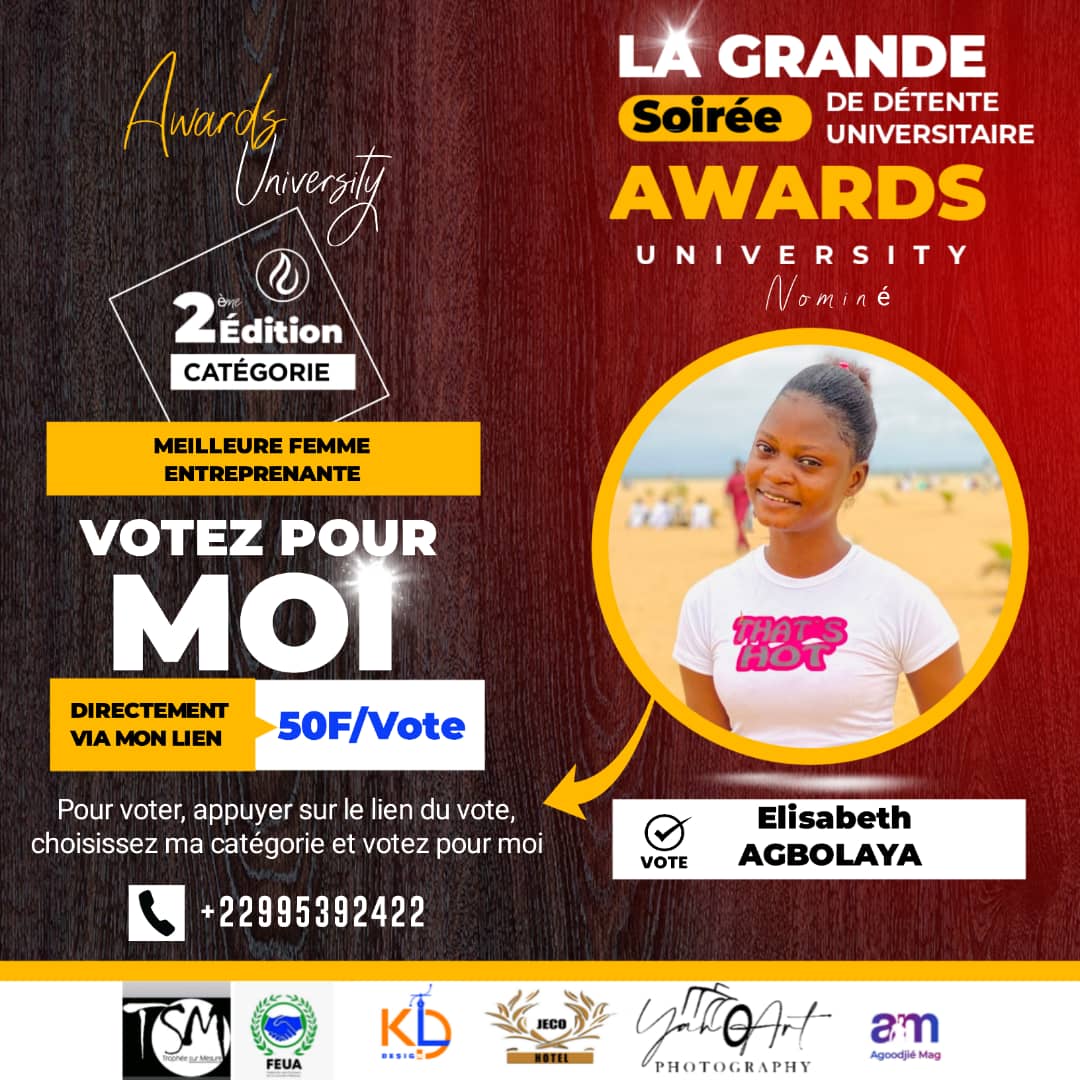 Awards
University
2ème
Édition
CATÉGORIE
MEILLEURE FEMME
ENTREPRENANTE
VOTEZ POUR
MOI
DIRECTEMENT
VIA MON LIEN
50F/Vote
Pour voter, appuyer sur le lien du vote,
choisissez ma catégorie et votez pour moi
+22995392422
LA GRANDE
Soirée
DE DÉTENTE
UNIVERSITAIRE
AWARDS
UNIVERSITY
Nominé
THAT'S
HOT
VOTE
Elisabeth
AGBOLAYA
TSM
Trophée sur Mesure
FEUA
KD
DESIGN
JECO
HOTEL
Yah Art
PHOTOGRAPHY
am
Agoodjié Mag